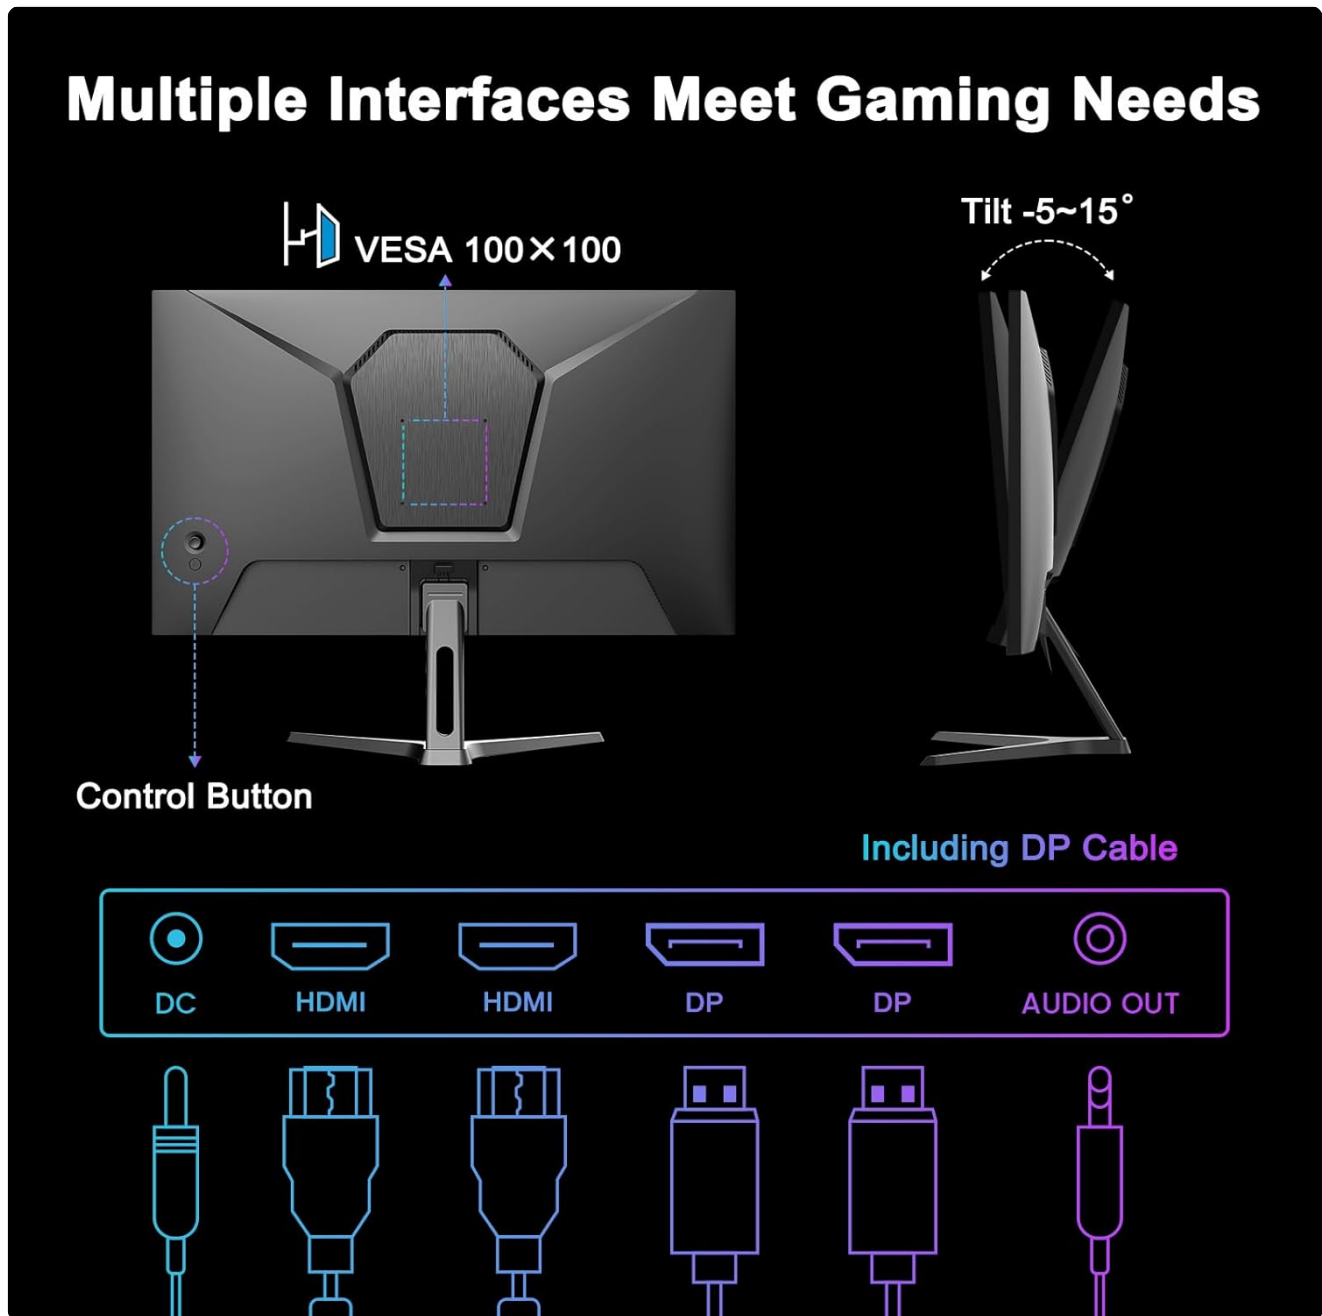 Multiple Interfaces Meet Gaming Needs
VESA 100×100
Tilt -5~15°
Control Button
Including DP Cable
DC
HDMI
HDMI
DP
DP
AUDIO OUT